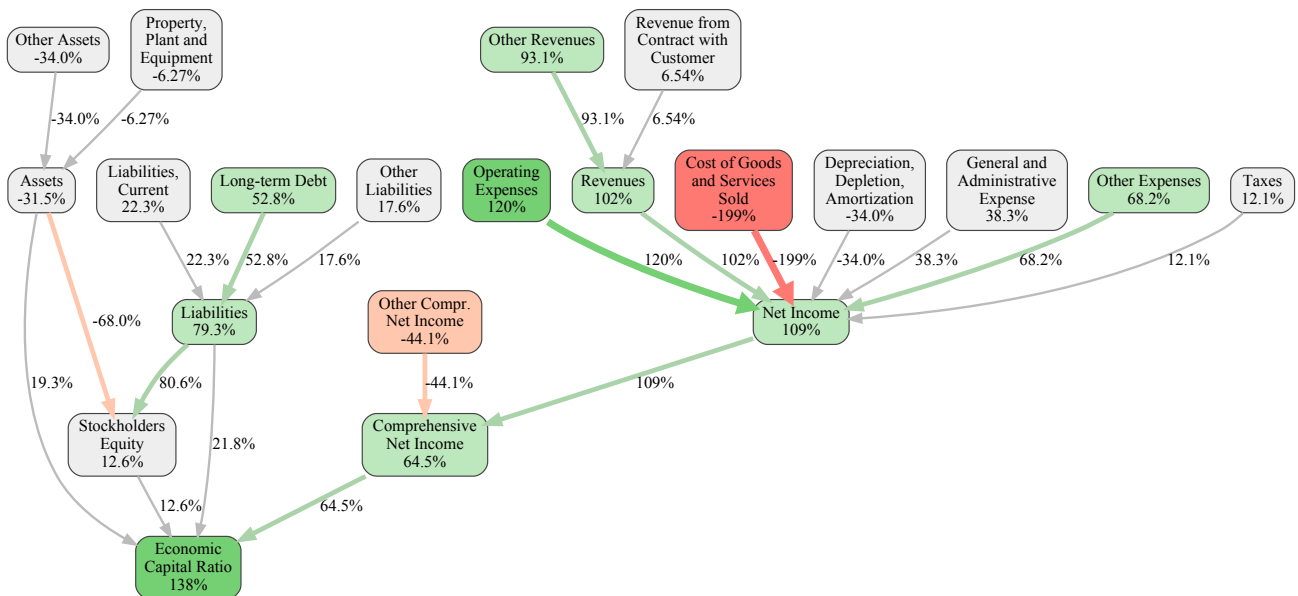 Other Assets
-34.0%
Property,
Plant and
Equipment
-6.27%
Other Revenues
93.1%
Revenue from
Contract with
Customer
6.54%
-34.0%
-6.27%
93.1%
6.54%
Assets
-31.5%
Liabilities,
Current
22.3%
Long-term Debt
52.8%
Other
Liabilities
17.6%
Operating
Expenses
120%
Revenues
102%
Cost of Goods
and Services
Sold
-199%
Depreciation,
Depletion,
Amortization
-34.0%
General and
Administrative
Expense
38.3%
Other Expenses
68.2%
Taxes
12.1%
22.3%
52.8%
17.6%
120%
102%
-199%
-34.0%
38.3%
68.2%
12.1%
-68.0%
Liabilities
79.3%
Other Compr.
Net Income
-44.1%
Net Income
109%
19.3%
80.6%
-44.1%
109%
Stockholders
Equity
12.6%
21.8%
Comprehensive
Net Income
64.5%
12.6%
64.5%
Economic
Capital Ratio
138%